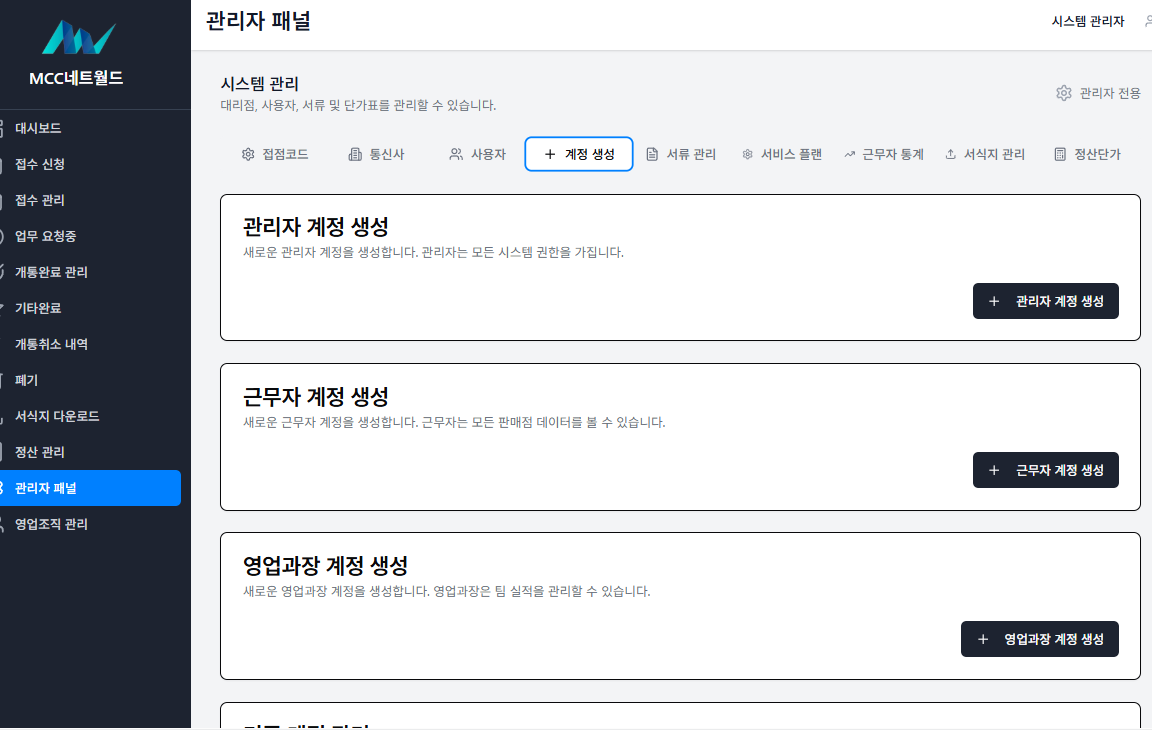 MCC네트월드
대시보드
접수 신청
접수 관리
업무 요청중
개통완료 관리
기타완료
개통취소 내역
폐기
서식지 다운로드
정산 관리
관리자 패널
영업조직 관리
관리자 패널
시스템 관리자
시스템 관리
대리점, 사용자, 서류 및 단가표를 관리할 수 있습니다.
관리자 전용
접점코드
통신사
사용자
+ 계정 생성
서류 관리
서비스 플랜
근무자 통계
서식지 관리
정산단가
관리자 계정 생성
새로운 관리자 계정을 생성합니다. 관리자는 모든 시스템 권한을 가집니다.
+ 관리자 계정 생성
근무자 계정 생성
새로운 근무자 계정을 생성합니다. 근무자는 모든 판매점 데이터를 볼 수 있습니다.
+ 근무자 계정 생성
영업과장 계정 생성
새로운 영업과장 계정을 생성합니다. 영업과장은 팀 실적을 관리할 수 있습니다.
+ 영업과장 계정 생성